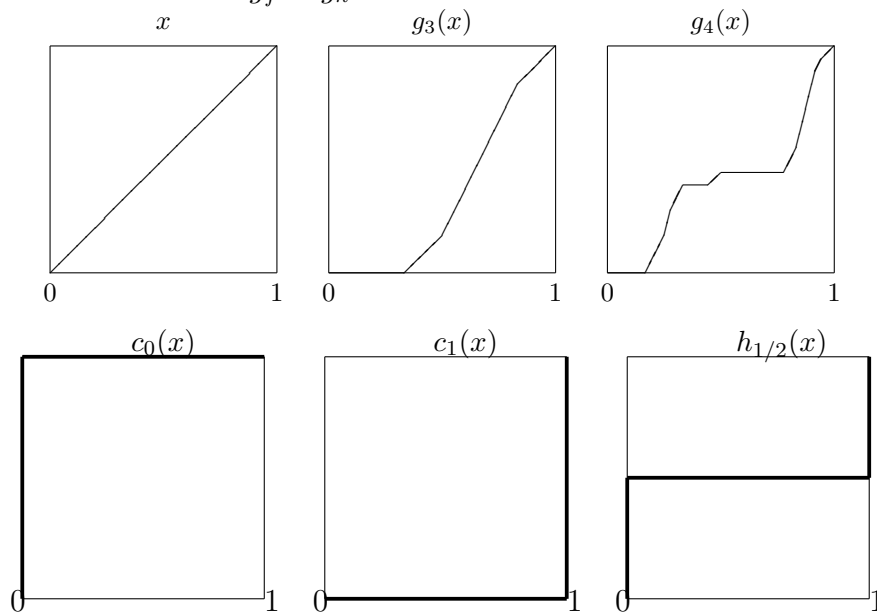 x g₃(x) g₄(x)
0 1 0 1 0 1
c₀(x) c₁(x) h₁/₂(x)
0 1 0 1 0 1